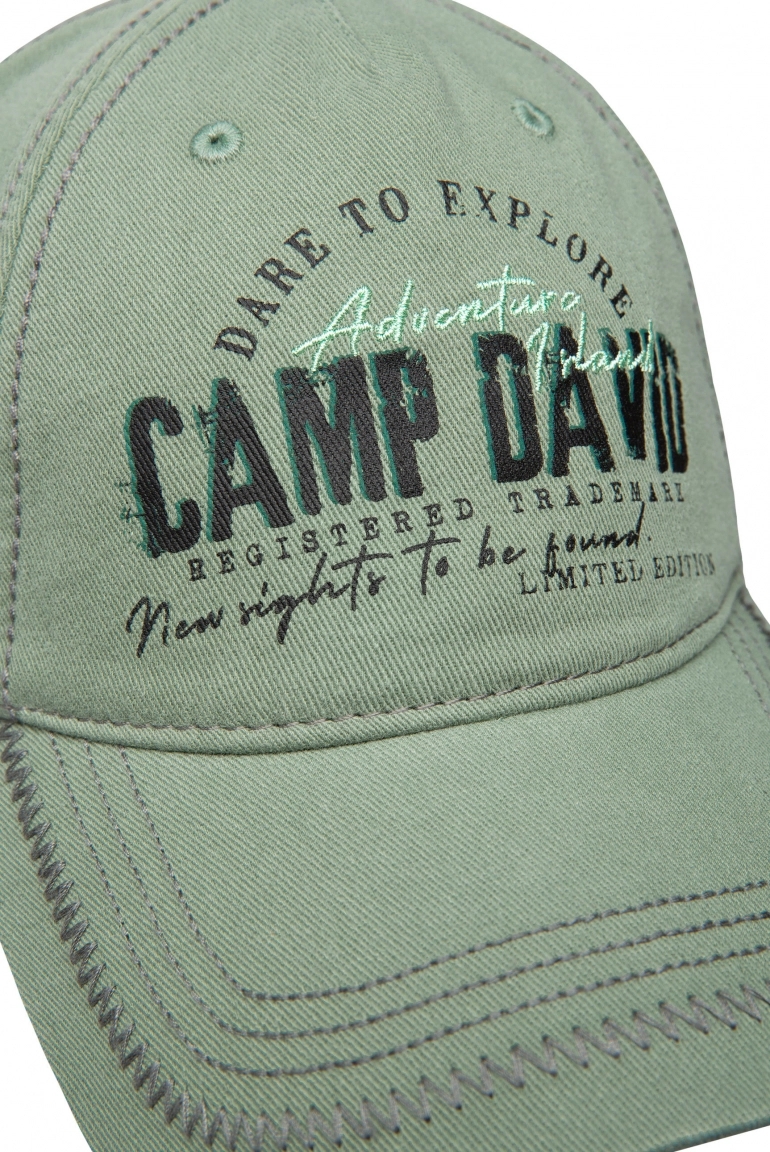 DARE TO EXPLORE
Adventure
Island
CAMP DAVID
REGISTERED TRADEMARK
New sights to be found.
LIMITED EDITION